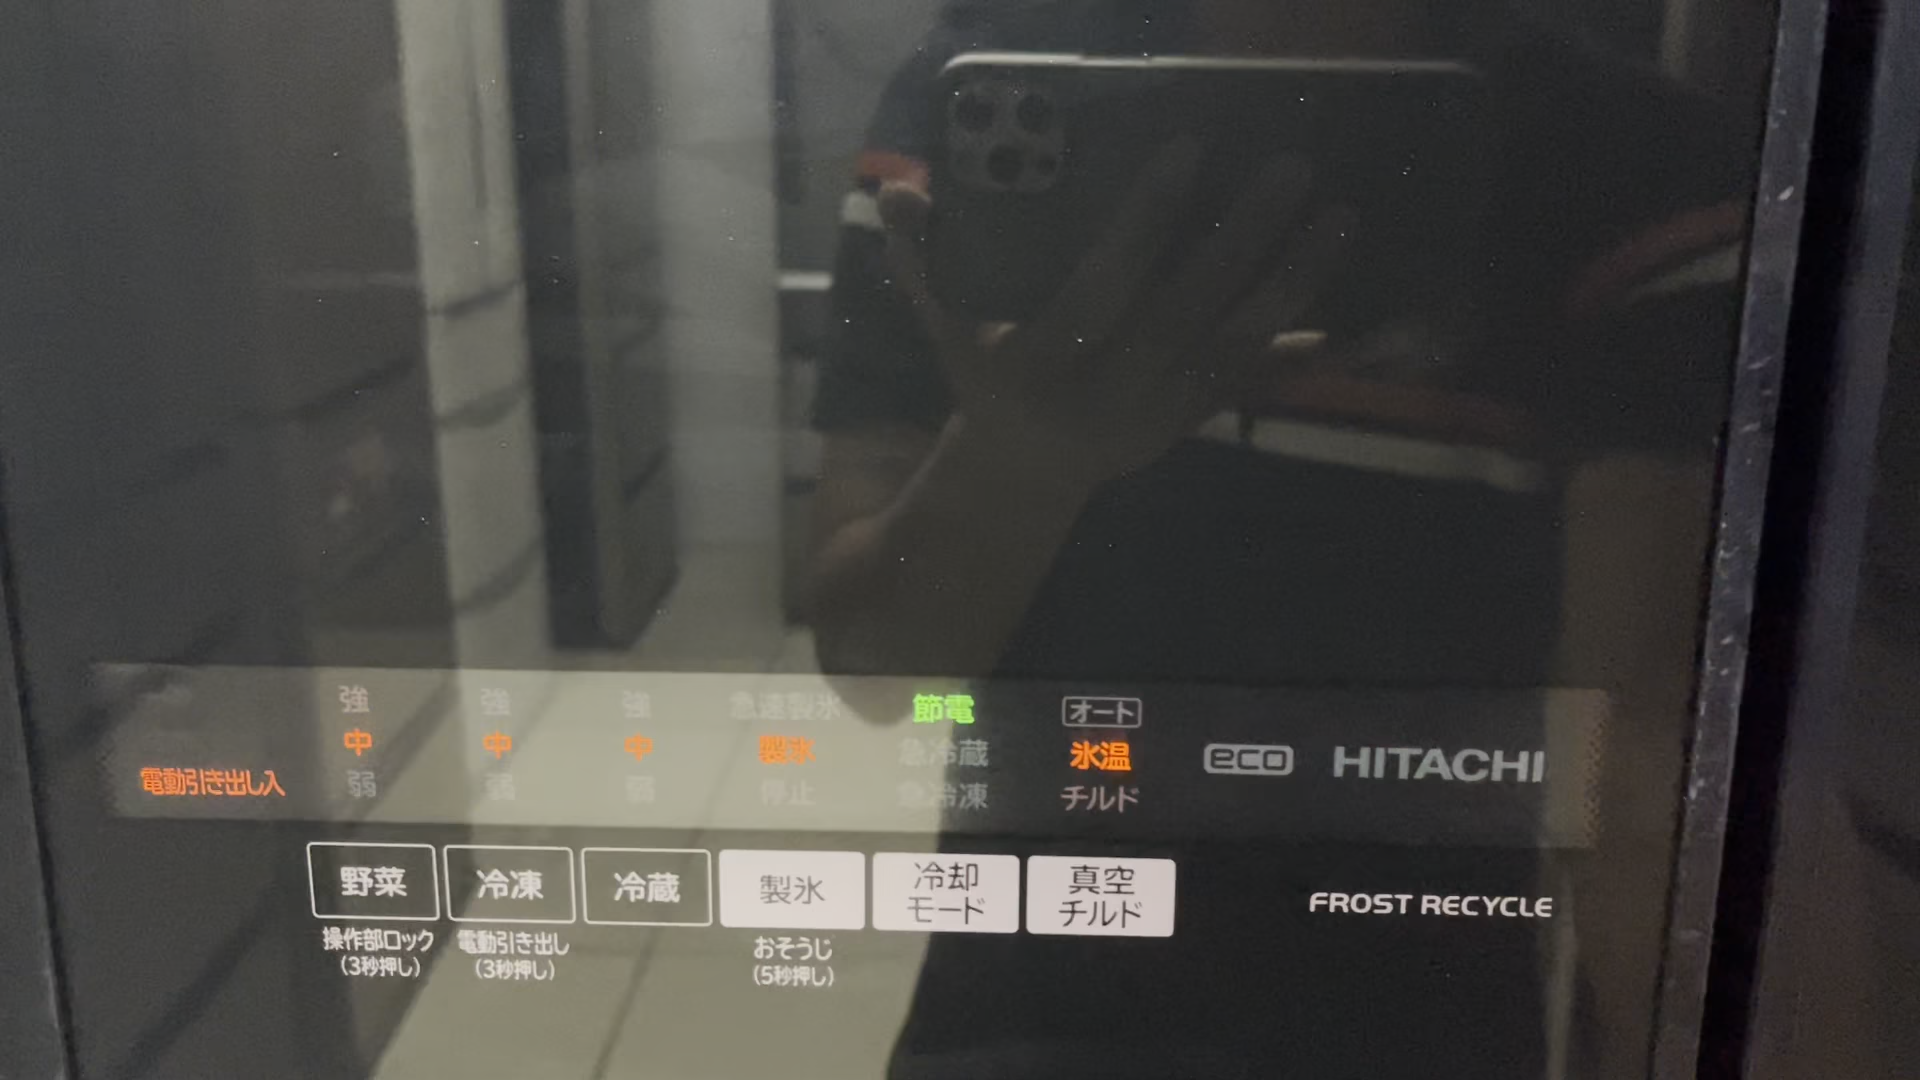 強 強 強 急速製氷 節電 オート
中 中 中 製氷 急冷蔵 氷温 eco HITACHI
電動引き出し入 弱 弱 弱 停止 急冷凍 チルド
野菜 冷凍 冷蔵 製氷 冷却モード 真空チルド FROST RECYCLE
操作部ロック 電動引き出し おそうじ
(3秒押し) (3秒押し) (5秒押し)